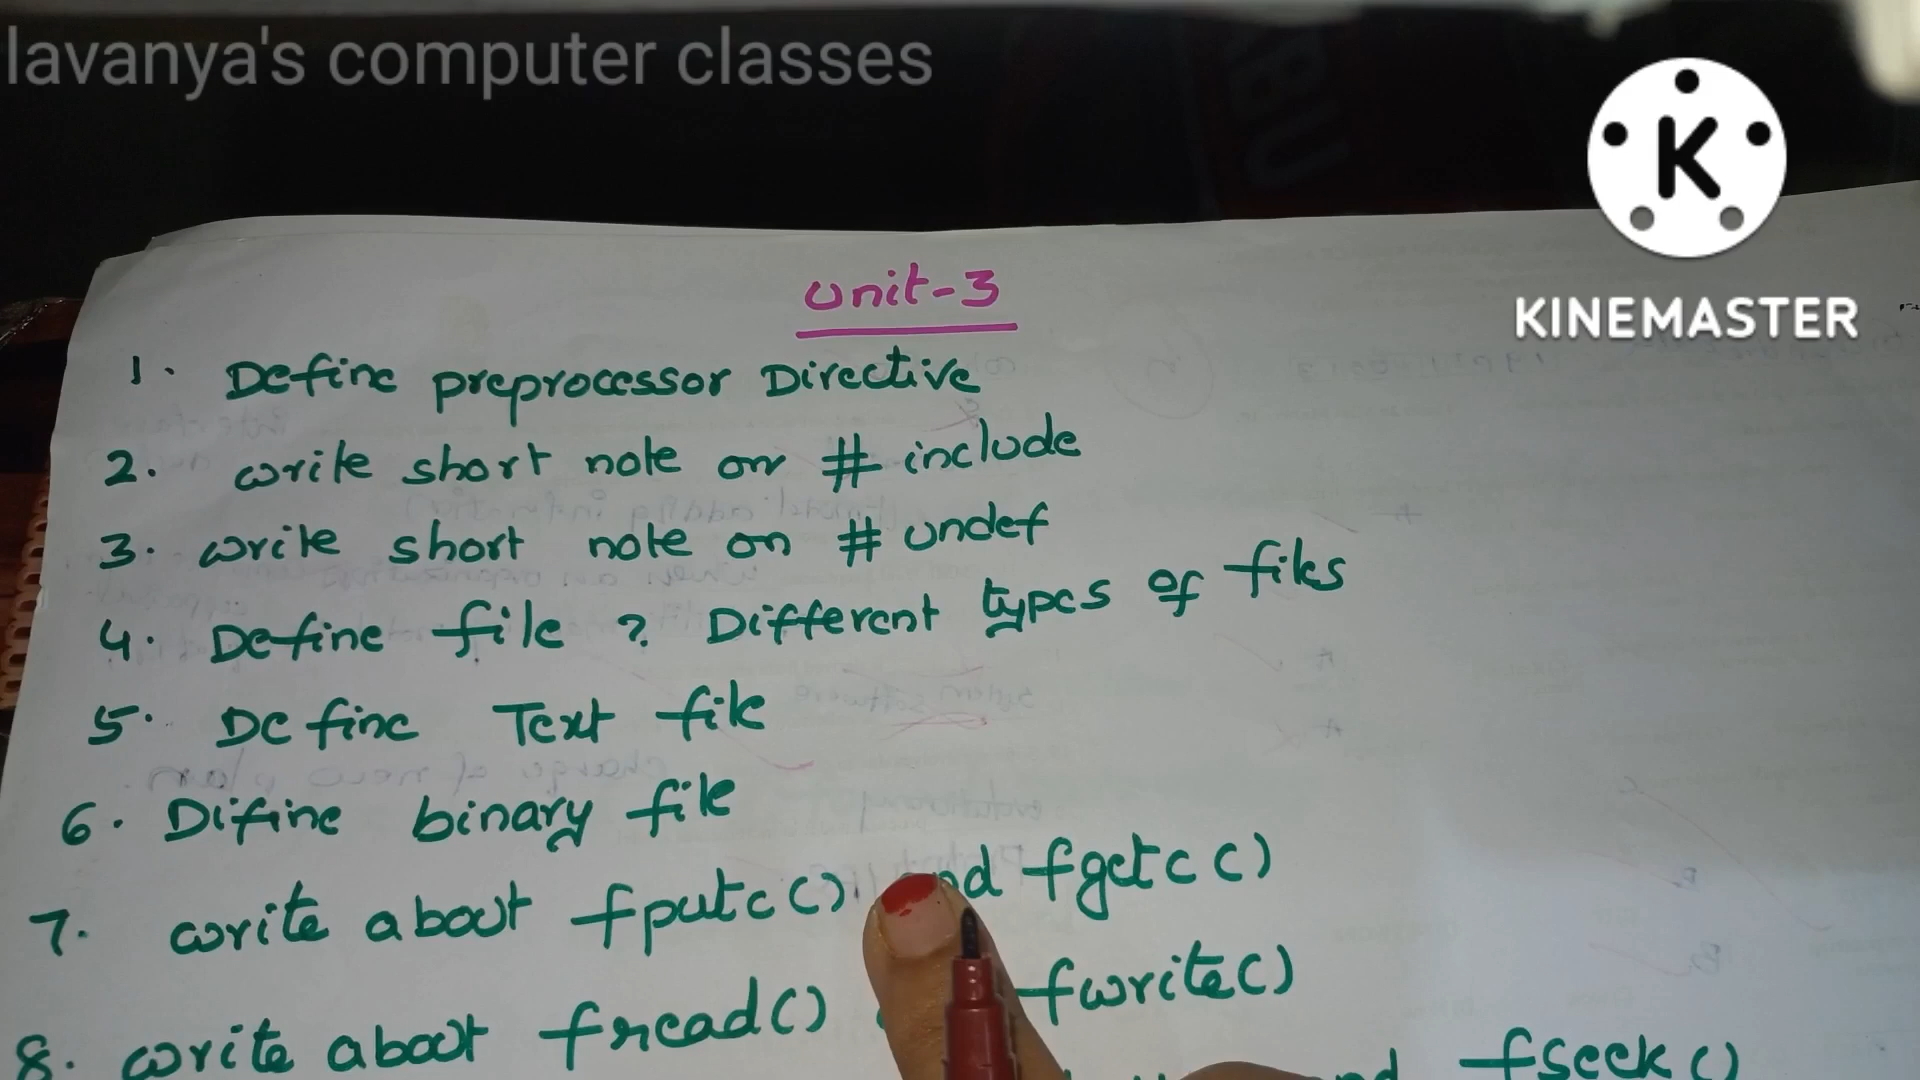 lavanya's computer classes
K
KINEMASTER
Unit-3
1. Define preprocessor Directive
2. write short note on # include
3. write short note on # undef
4. Define file ? Different types of files
5. Define Text file
6. Difine binary file
7. write about fputc() and fgetc()
8. write about fread() fwrite()
fseek()